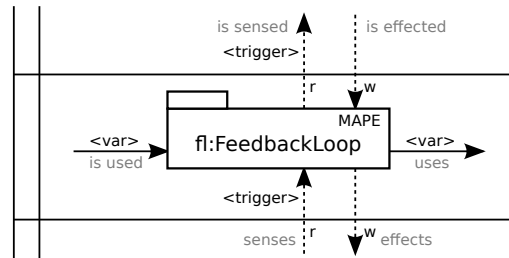 is sensed is effected
<trigger>
r w
MAPE
<var> fl:FeedbackLoop <var>
is used uses
<trigger>
senses r w effects